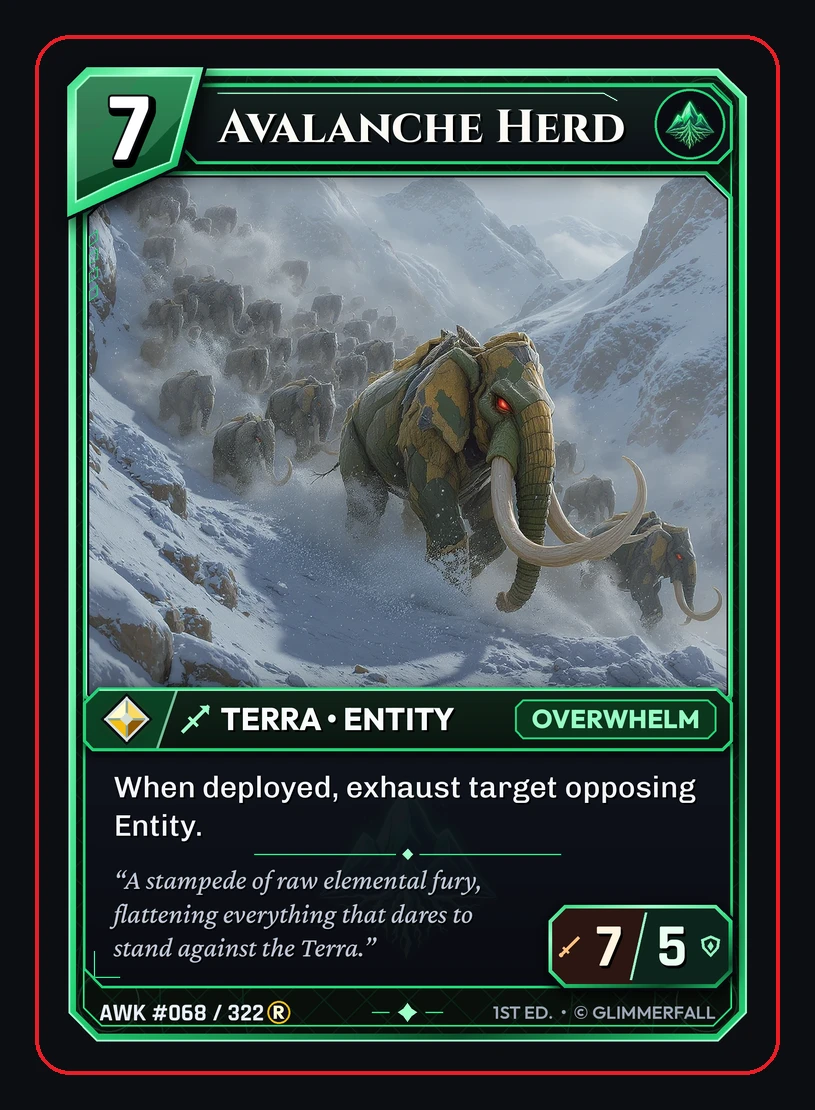 7
AVALANCHE HERD
TERRA • ENTITY
OVERWHELM
When deployed, exhaust target opposing
Entity.
“A stampede of raw elemental fury,
flattening everything that dares to
stand against the Terra.”
7 / 5
AWK #068 / 322 R
1ST ED. • © GLIMMERFALL